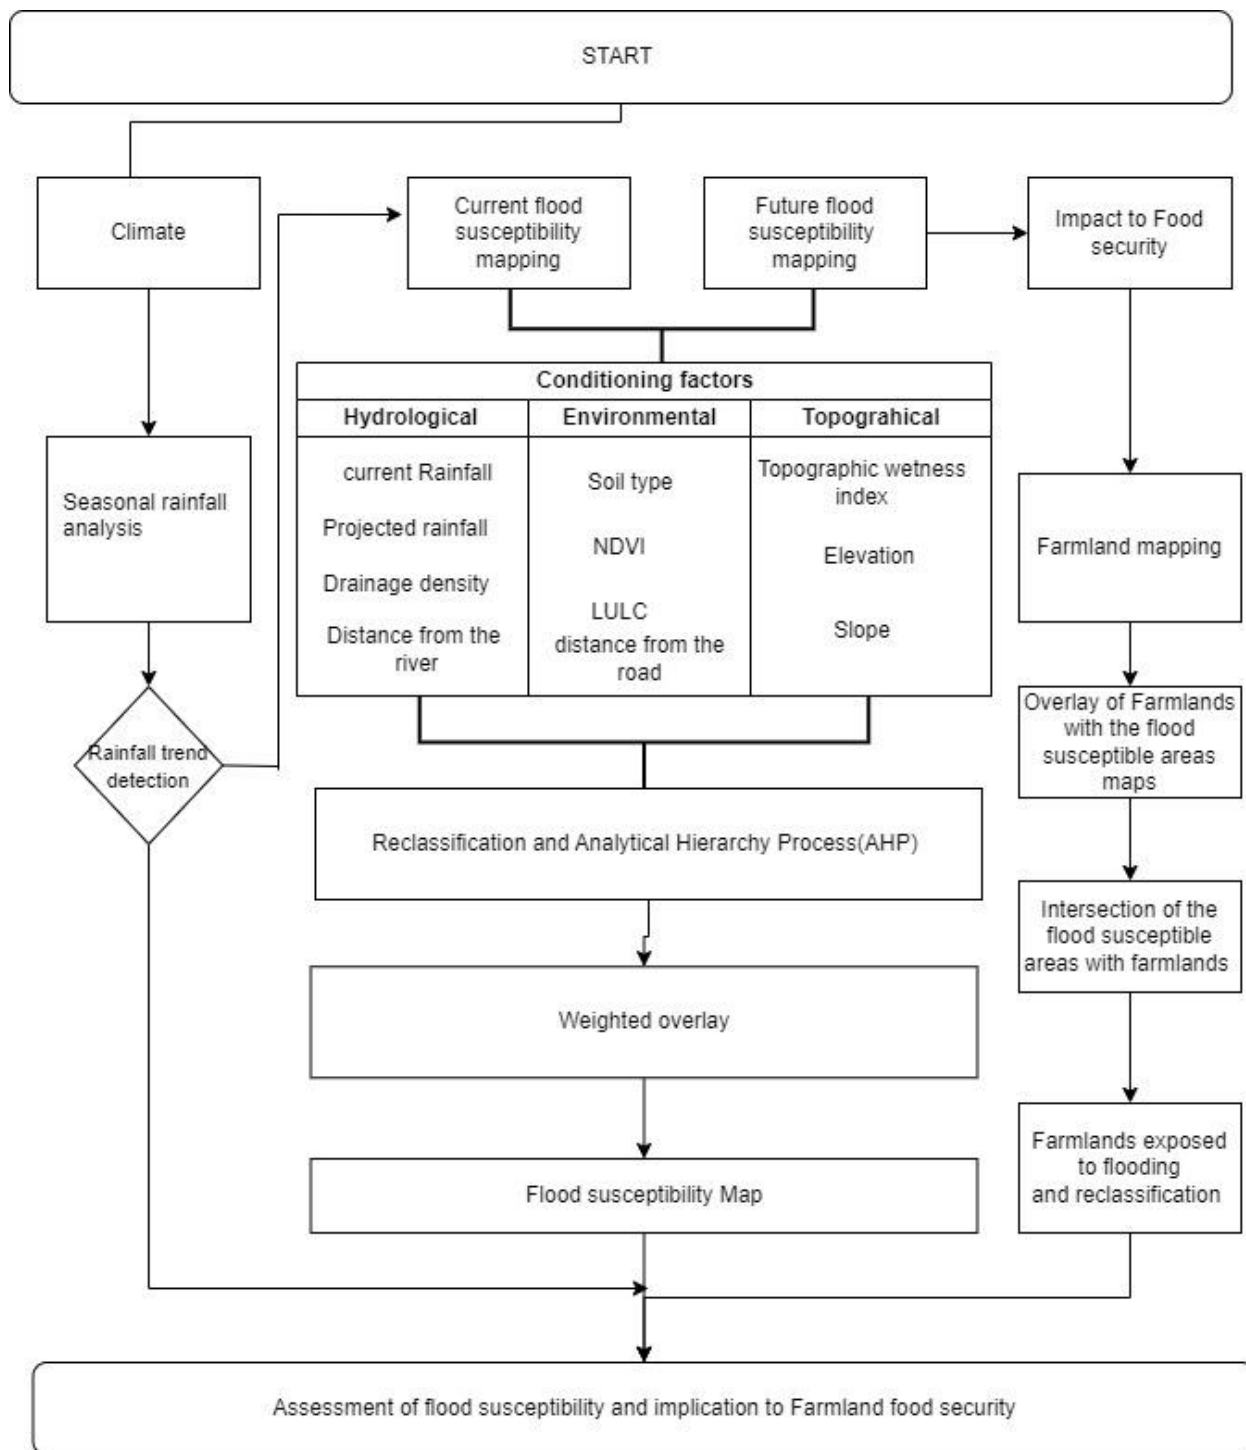 START
Climate
Current flood
susceptibility
mapping
Future flood
susceptibility
mapping
Impact to Food
security
Conditioning factors
Hydrological
Environmental
Topograhical
current Rainfall
Projected rainfall
Drainage density
Distance from the
river
Soil type
NDVI
LULC
distance from the
road
Topographic wetness
index
Elevation
Slope
Seasonal rainfall
analysis
Rainfall trend
detection
Farmland mapping
Overlay of Farmlands
with the flood
susceptible areas
maps
Reclassification and Analytical Hierarchy Process(AHP)
Intersection of the
flood susceptible
areas with farmlands
Weighted overlay
Farmlands exposed
to flooding
and reclassification
Flood susceptibility Map
Assessment of flood susceptibility and implication to Farmland food security